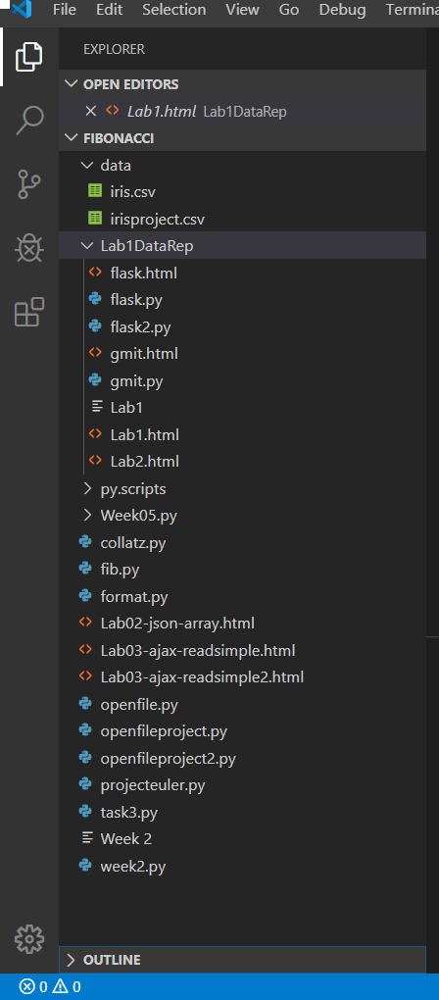 File Edit Selection View Go Debug Termina
EXPLORER
OPEN EDITORS
Lab1.html Lab1DataRep
FIBONACCI
data
iris.csv
irisproject.csv
Lab1DataRep
flask.html
flask.py
flask2.py
gmit.html
gmit.py
Lab1
Lab1.html
Lab2.html
py.scripts
Week05.py
collatz.py
fib.py
format.py
Lab02-json-array.html
Lab03-ajax-readsimple.html
Lab03-ajax-readsimple2.html
openfile.py
openfileproject.py
openfileproject2.py
projecteuler.py
task3.py
Week 2
week2.py
OUTLINE
0 0